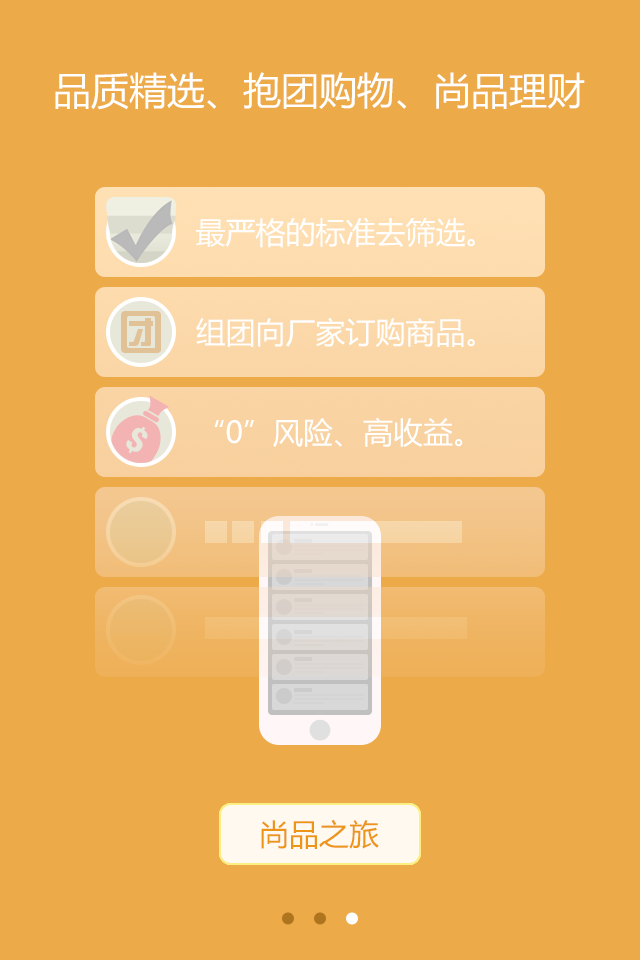 品质精选、抱团购物、尚品理财
最严格的标准去筛选。
团
组团向厂家订购商品。
$
“0”风险、高收益。
尚品之旅